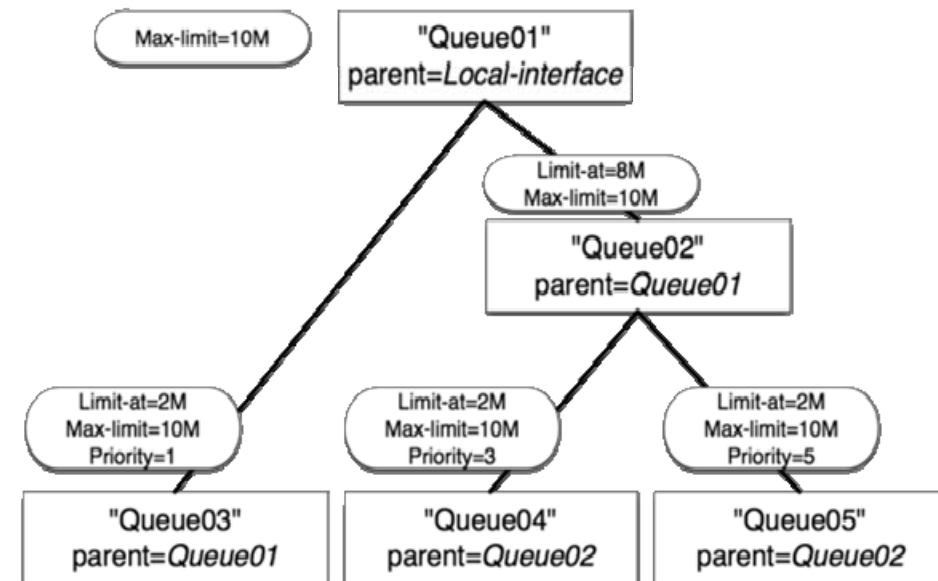 Max-limit=10M
"Queue01"
parent=Local-interface
Limit-at=8M
Max-limit=10M
"Queue02"
parent=Queue01
Limit-at=2M
Max-limit=10M
Priority=1
Limit-at=2M
Max-limit=10M
Priority=3
Limit-at=2M
Max-limit=10M
Priority=5
"Queue03"
parent=Queue01
"Queue04"
parent=Queue02
"Queue05"
parent=Queue02